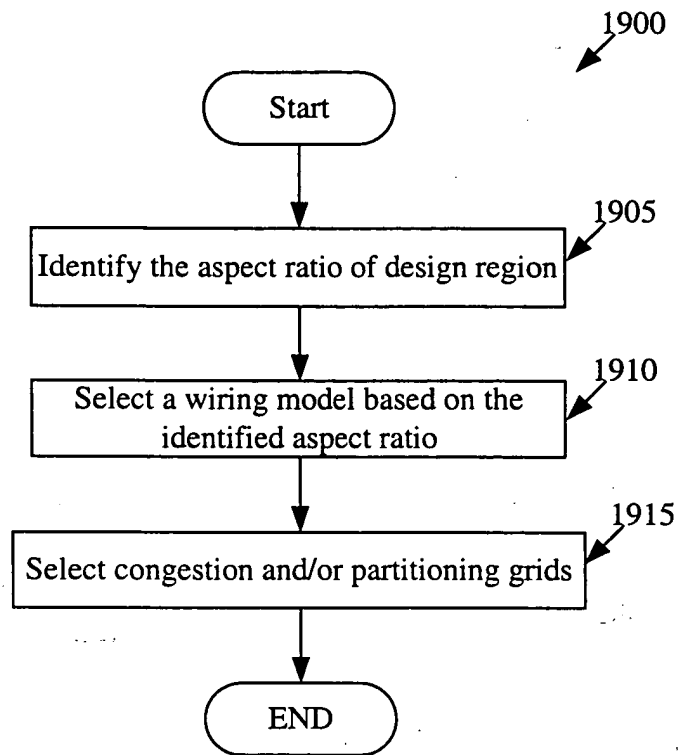 1900
Start
1905
Identify the aspect ratio of design region
1910
Select a wiring model based on the
identified aspect ratio
1915
Select congestion and/or partitioning grids
END